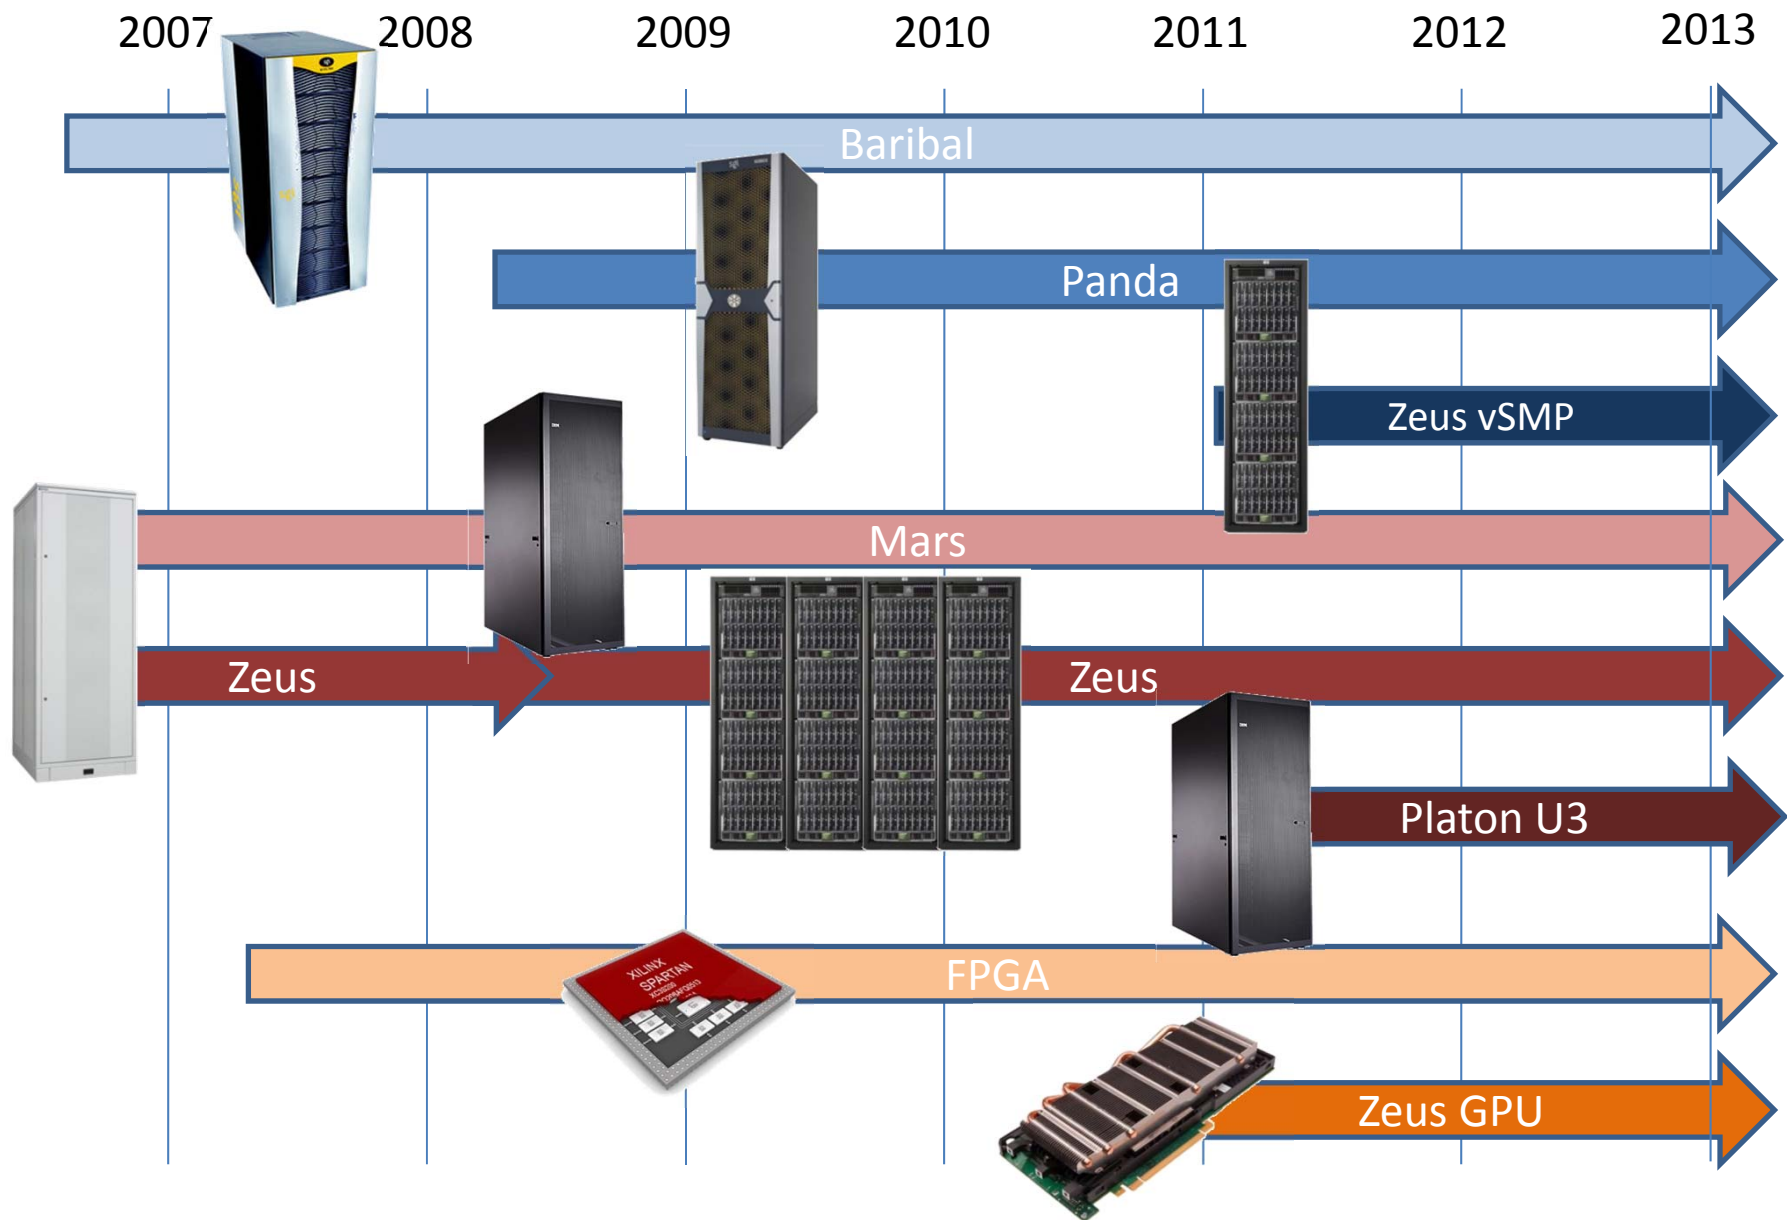 2007 2008 2009 2010 2011 2012 2013
Baribal
Panda
Zeus vSMP
Mars
Zeus Zeus
Platon U3
FPGA
XILINX
SPARTAN
Zeus GPU